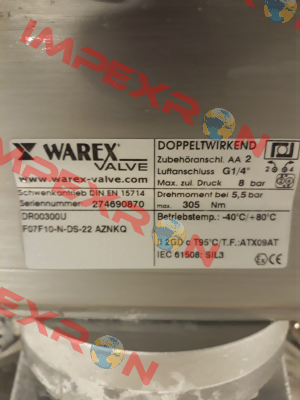 IMPEXRON
WAREX
VALVE
www.warex-valve.com
Schwenkantrieb DIN EN 15714
Seriennummer: 274690870
DR00300U
F07F10-N-DS-22 AZNKQ
DOPPELTWIRKEND
Zubehöranschl. AA 2
Luftanschluss G1/4"
Max. zul. Druck 8 bar
Drehmoment bei 5,5 bar
max. 305 Nm
Betriebstemp.: -40°C/+80°C
II 2GD c T95°C/T.F.:ATX09AT
IEC 61508: SIL3
2 4